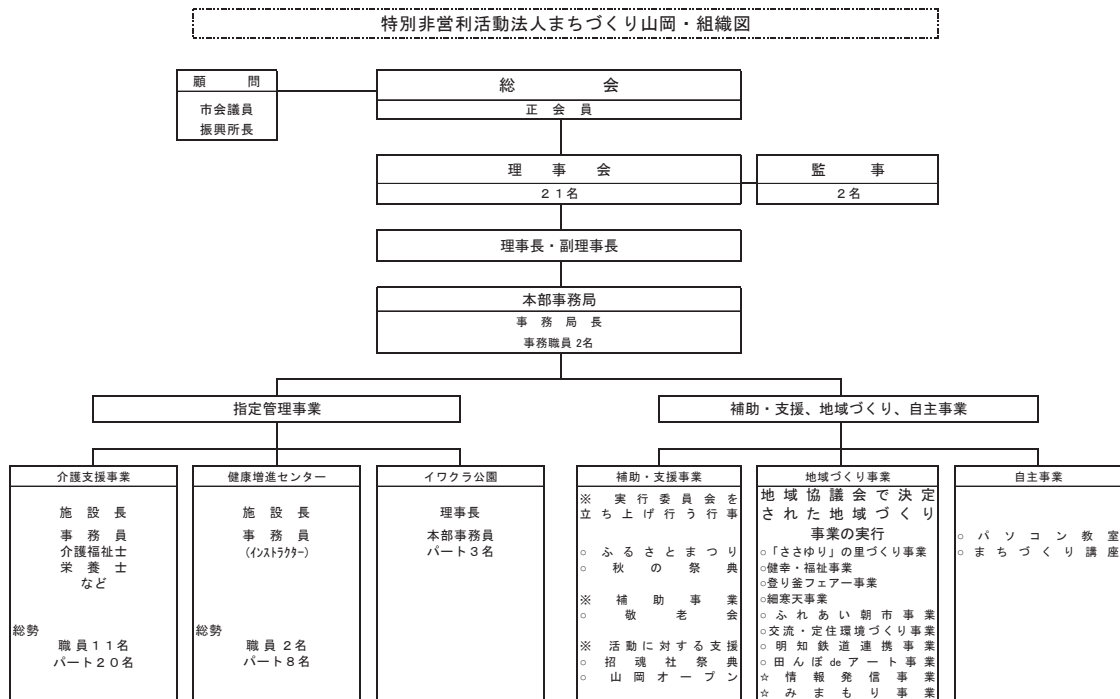 特別非営利活動法人まちづくり山岡・組織図
顧問
市会議員
振興所長
総会
正会員
理事会
21名
監事
2名
理事長・副理事長
本部事務局
事務局長
事務職員2名
指定管理事業
補助・支援、地域づくり、自主事業
介護支援事業
施設長
事務員
介護福祉士
栄養士
など
総勢
職員11名
パート20名
健康増進センター
施設長
事務員
(インストラクター)
総勢
職員2名
パート8名
イワクラ公園
理事長
本部事務員
パート3名
補助・支援事業
※実行委員会を
立ち上げ行う行事
○ふるさとまつり
○秋の祭典
※補助事業
○敬老会
※活動に対する支援
○招魂社祭典
○山岡オープン
地域づくり事業
地域協議会で決定
された地域づくり
事業の実行
○「ささゆり」の里づくり事業
○健幸・福祉事業
○登り釜フェアー事業
○細寒天事業
○ふれあい朝市事業
○交流・定住環境づくり事業
○明知鉄道連携事業
○田んぼdeアート事業
☆情報発信事業
☆みまもり事業
自主事業
○パソコン教室
○まちづくり講座